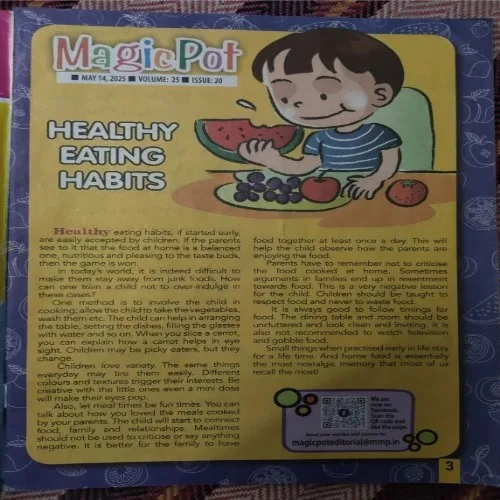 MagicPot
MAY 14, 2025 VOLUME: 25 ISSUE: 20
HEALTHY
EATING
HABITS
Healthy eating habits, if started early,
are easily accepted by children. If the parents
see to it that the food at home is a balanced
one, nutritious and pleasing to the taste buds,
then the game is won.
In today's world, it is indeed difficult to
make them stay away from junk foods. How
can one train a child not to over-indulge in
these cases?
One method is to involve the child in
cooking; allow the child to take the vegetables,
wash them etc. The child can help in arranging
the table, setting the dishes, filling the glasses
with water and so on. When you slice a carrot,
you can explain how a carrot helps in eye
sight. Children may be picky eaters, but they
change.
Children love variety. The same things
everyday may tire them easily. Different
colours and textures trigger their interests. Be
creative with the little ones even a mini dose
will make their eyes pop.
Also, let meal times be fun times. You can
talk about how you loved the meals cooked
by your parents. The child will start to connect
food, family and relationships. Mealtimes
should not be used to criticise or say anything
negative. It is better for the family to have
food together at least once a day. This will
help the child observe how the parents are
enjoying the food.
Parents have to remember not to criticise
the food cooked at home. Sometimes
arguments in families end up in resentment
towards food. This is a very negative lesson
for the child. Children should be taught to
respect food and never to waste food.
It is always good to follow timings for
food. The dining table and room should be
uncluttered and look clean and inviting. It is
also not recommended to watch television
and gobble food.
Small things when practised early in life stay
for a life time. And home food is essentially
the most nostalgic memory that most of us
recall the most!
We are
now on
Facebook.
Scan the
QR code and
like the page.
Send your stories and poems to:
magicpoteditorial@mmp.in
3